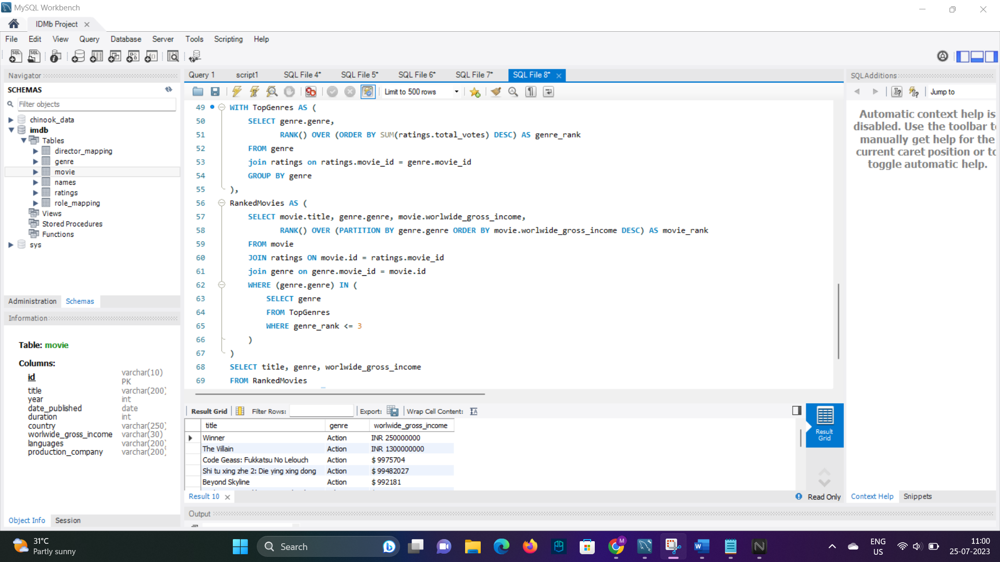 MySQL Workbench
IDMb Project
File Edit View Query Database Server Tools Scripting Help
Navigator
SCHEMAS
Filter objects
chinook_data
imdb
Tables
director_mapping
genre
movie
names
ratings
role_mapping
Views
Stored Procedures
Functions
sys
Administration Schemas
Information
Table: movie
Columns:
id varchar(10) PK
title varchar(200)
year int
date_published date
duration int
country varchar(250)
worlwide_gross_income varchar(30)
languages varchar(200)
production_company varchar(200)
Object Info Session
Query 1 script1 SQL File 4* SQL File 5* SQL File 6* SQL File 7* SQL File 8*
Limit to 500 rows
49 WITH TopGenres AS (
50 SELECT genre.genre,
51 RANK() OVER (ORDER BY SUM(ratings.total_votes) DESC) AS genre_rank
52 FROM genre
53 join ratings on ratings.movie_id = genre.movie_id
54 GROUP BY genre
55 ),
56 RankedMovies AS (
57 SELECT movie.title, genre.genre, movie.worlwide_gross_income,
58 RANK() OVER (PARTITION BY genre.genre ORDER BY movie.worlwide_gross_income DESC) AS movie_rank
59 FROM movie
60 JOIN ratings ON movie.id = ratings.movie_id
61 join genre on genre.movie_id = movie.id
62 WHERE (genre.genre) IN (
63 SELECT genre
64 FROM TopGenres
65 WHERE genre_rank <= 3
66 )
67 )
68 SELECT title, genre, worlwide_gross_income
69 FROM RankedMovies
Result Grid Filter Rows: Export: Wrap Cell Content:
title genre worlwide_gross_income
Winner Action INR 250000000
The Villain Action INR 1300000000
Code Geass: Fukkatsu No Lelouch Action $ 9975704
Shi tu xing zhe 2: Die ying xing dong Action $ 99482027
Beyond Skyline Action $ 992181
Result Grid
Result 10
Read Only
Output
SQLAdditions
Jump to
Automatic context help is
disabled. Use the toolbar to
manually get help for the
current caret position or to
toggle automatic help.
Context Help Snippets
31°C
Partly sunny
Search
ENG
US
11:00
25-07-2023